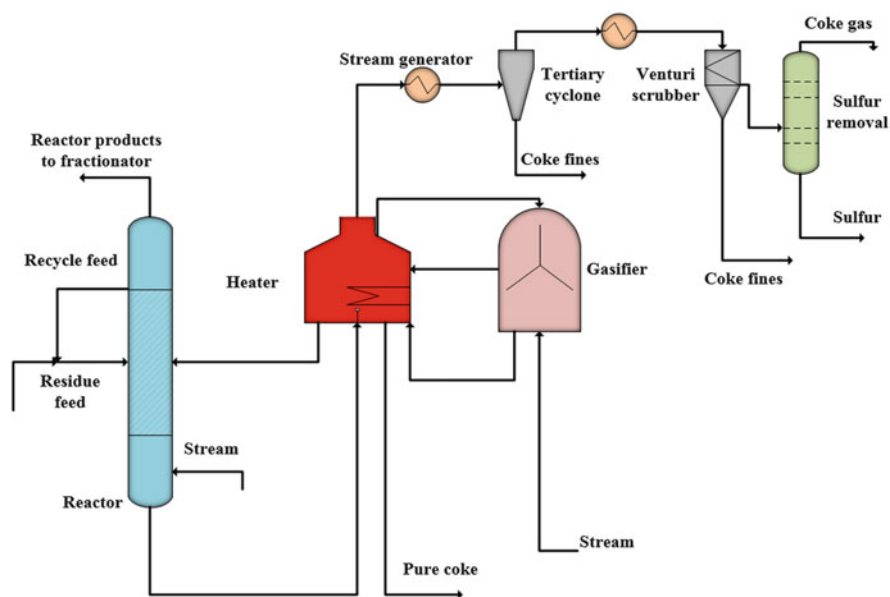 Coke gas
Stream generator
Tertiary
cyclone
Venturi
scrubber
Sulfur
removal
Reactor products
to fractionator
Coke fines
Sulfur
Recycle feed
Heater
Gasifier
Coke fines
Residue
feed
Stream
Reactor
Stream
Pure coke